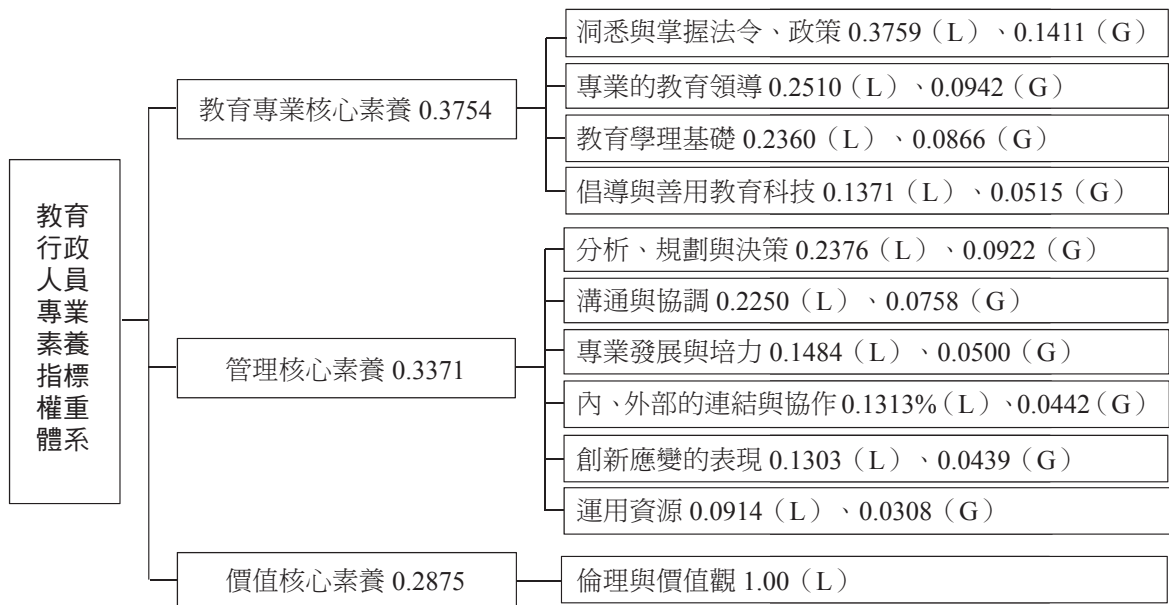 教育
行政
人員
專業
素養
指標
權重
體系
教育專業核心素養 0.3754
洞悉與掌握法令、政策 0.3759（L）、0.1411（G）
專業的教育領導 0.2510（L）、0.0942（G）
教育學理基礎 0.2360（L）、0.0866（G）
倡導與善用教育科技 0.1371（L）、0.0515（G）
管理核心素養 0.3371
分析、規劃與決策 0.2376（L）、0.0922（G）
溝通與協調 0.2250（L）、0.0758（G）
專業發展與培力 0.1484（L）、0.0500（G）
內、外部的連結與協作 0.1313%（L）、0.0442（G）
創新應變的表現 0.1303（L）、0.0439（G）
運用資源 0.0914（L）、0.0308（G）
價值核心素養 0.2875
倫理與價值觀 1.00（L）